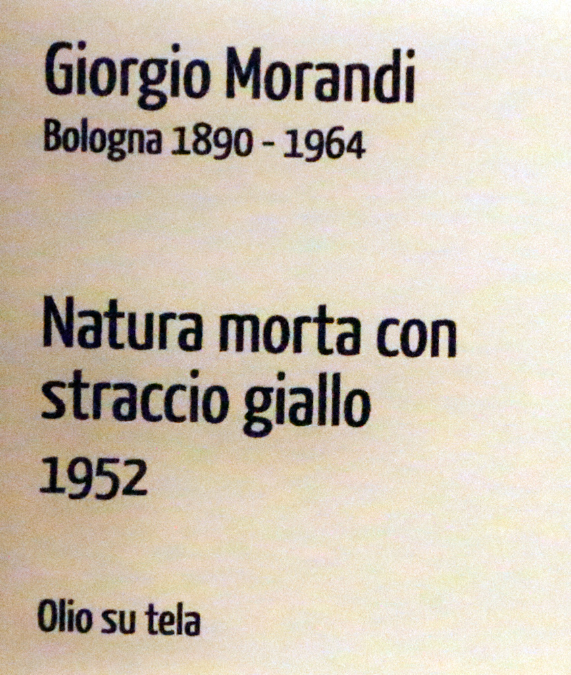 Giorgio Morandi
Bologna 1890 - 1964
Natura morta con
straccio giallo
1952
Olio su tela